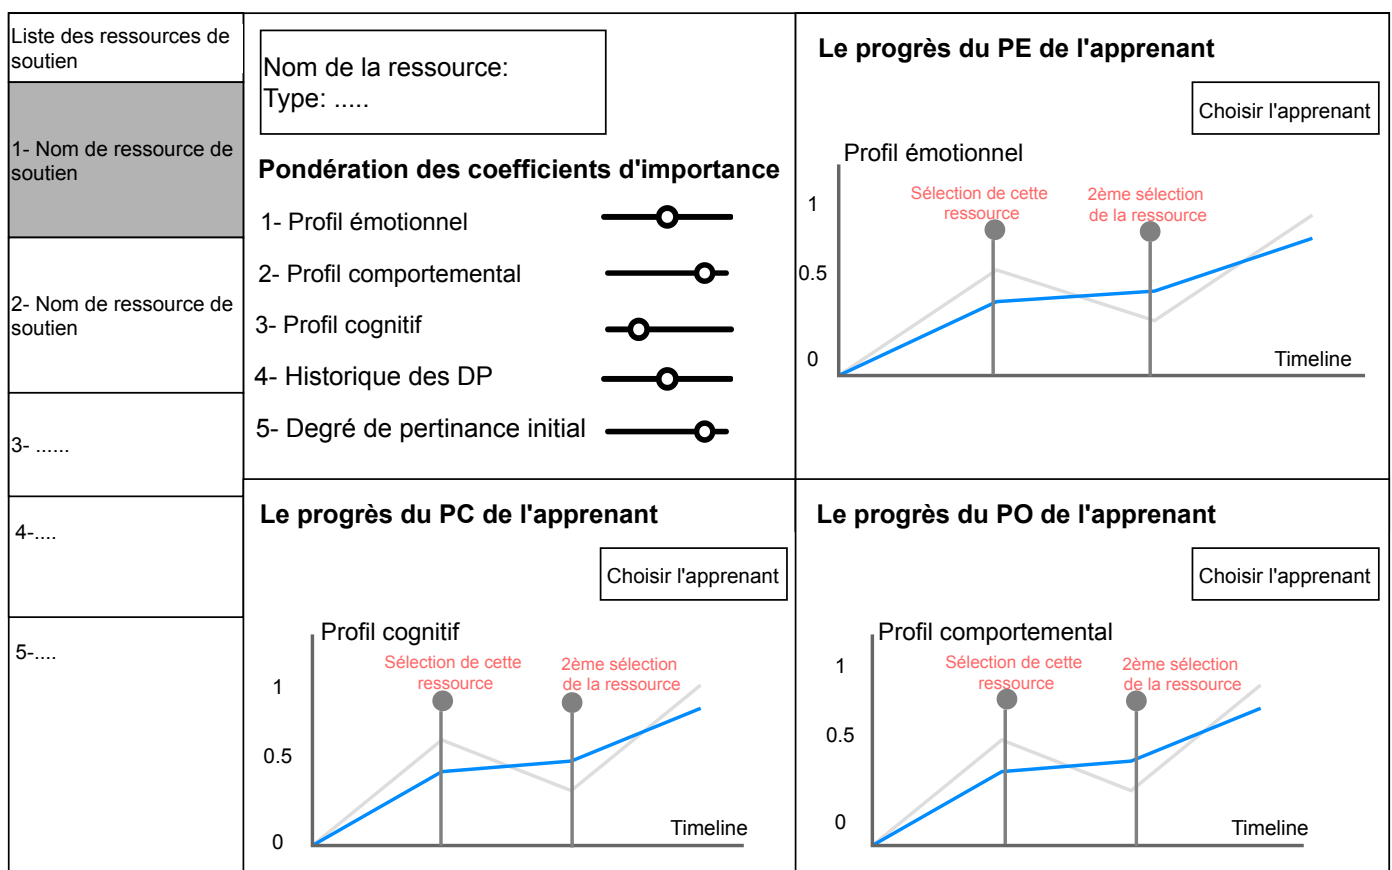 Liste des ressources de
soutien
1- Nom de ressource de
soutien
2- Nom de ressource de
soutien
3- ......
4-....
5-....
Nom de la ressource:
Type: .....
Pondération des coefficients d'importance
1- Profil émotionnel
2- Profil comportemental
3- Profil cognitif
4- Historique des DP
5- Degré de pertinance initial
Le progrès du PE de l'apprenant
Choisir l'apprenant
Profil émotionnel
Sélection de cette
ressource
2ème sélection
de la ressource
1
0.5
0
Timeline
Le progrès du PC de l'apprenant
Choisir l'apprenant
Profil cognitif
Sélection de cette
ressource
2ème sélection
de la ressource
1
0.5
0
Timeline
Le progrès du PO de l'apprenant
Choisir l'apprenant
Profil comportemental
Sélection de cette
ressource
2ème sélection
de la ressource
1
0.5
0
Timeline